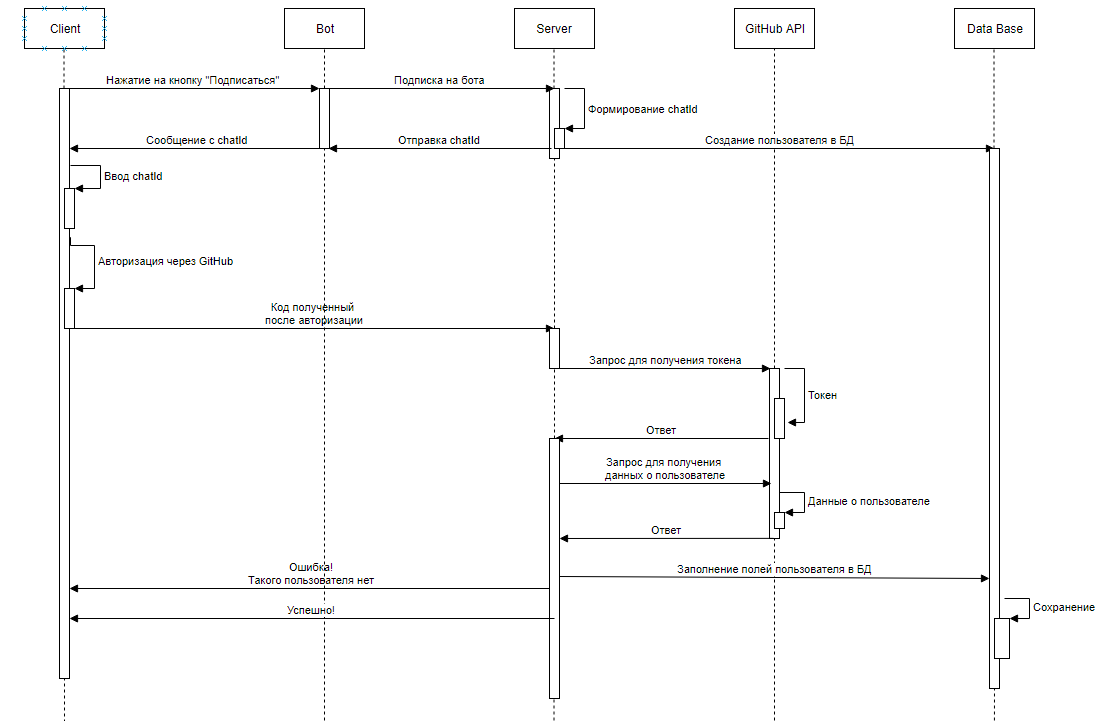 Client
Bot
Server
GitHub API
Data Base
Нажатие на кнопку "Подписаться"
Подписка на бота
Формирование chatId
Сообщение с chatId
Отправка chatId
Создание пользователя в БД
Ввод chatId
Авторизация через GitHub
Код полученный
после авторизации
Запрос для получения токена
Токен
Ответ
Запрос для получения
данных о пользователе
Данные о пользователе
Ответ
Ошибка!
Такого пользователя нет
Заполнение полей пользователя в БД
Успешно!
Сохранение